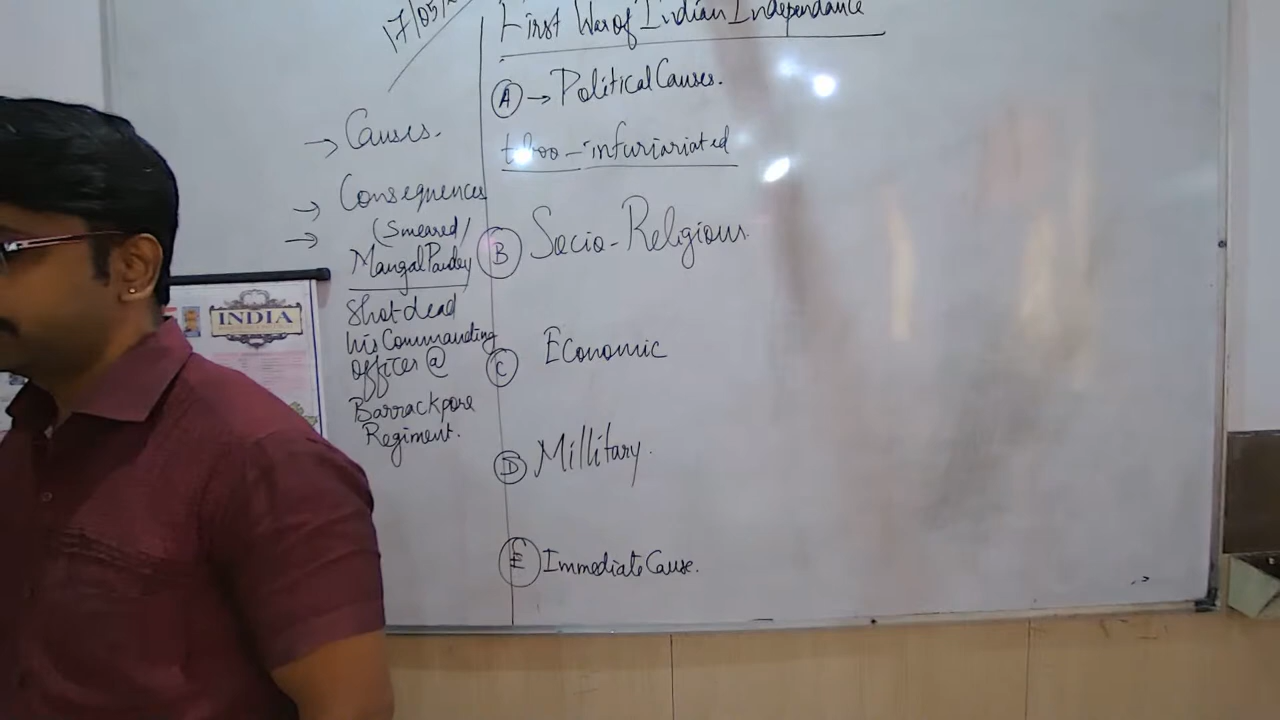 17/05/
→ Causes.
→ Consequences
→ (Smeared/
Mangal Pandey
Shot dead
his Commanding
officer @
Barrackpore
Regiment.
First War of Indian Independance
A → Political Causes.
infuriariated
B Socio-Religious
C Economic
D Millitary.
E Immediate Cause.
INDIA